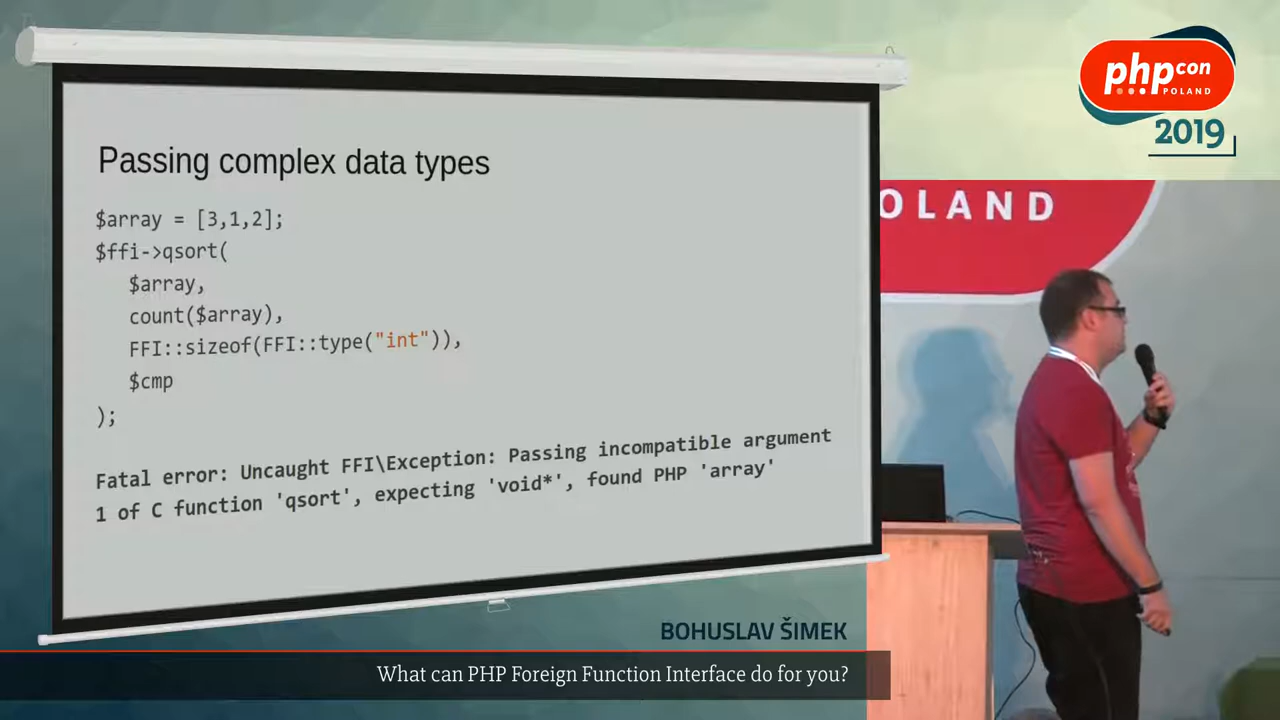 Passing complex data types
$array = [3,1,2];
$ffi->qsort(
$array,
count($array),
FFI::sizeof(FFI::type("int")),
$cmp
);
Fatal error: Uncaught FFI\Exception: Passing incompatible argument
1 of C function 'qsort', expecting 'void*', found PHP 'array'
php con
POLAND
2019
OLAND
BOHUSLAV ŠIMEK
What can PHP Foreign Function Interface do for you?